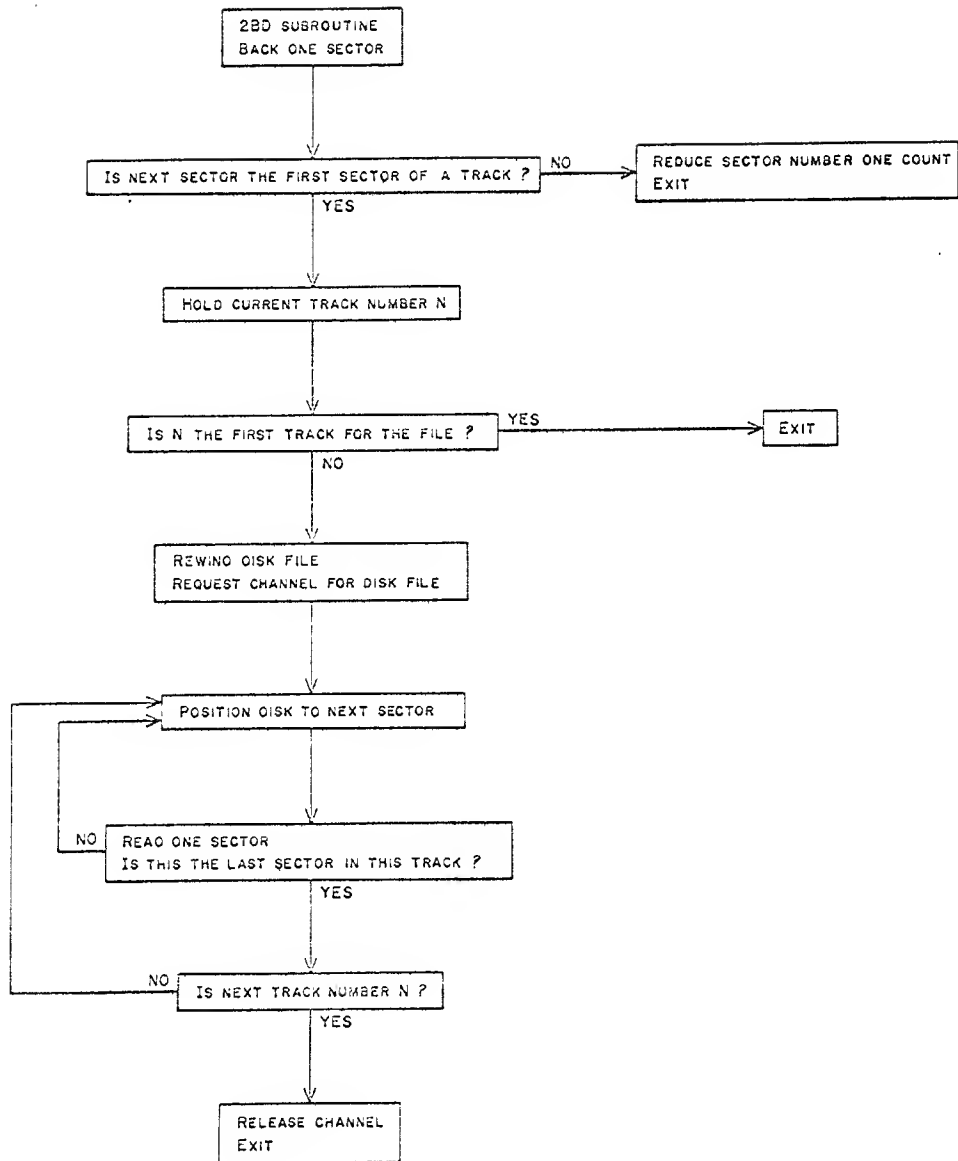 2BD SUBROUTINE
BACK ONE SECTOR
IS NEXT SECTOR THE FIRST SECTOR OF A TRACK ?
NO
REDUCE SECTOR NUMBER ONE COUNT
EXIT
YES
HOLD CURRENT TRACK NUMBER N
IS N THE FIRST TRACK FOR THE FILE ?
YES
EXIT
NO
REWIND DISK FILE
REQUEST CHANNEL FOR DISK FILE
POSITION DISK TO NEXT SECTOR
NO
READ ONE SECTOR
IS THIS THE LAST SECTOR IN THIS TRACK ?
YES
NO
IS NEXT TRACK NUMBER N ?
YES
RELEASE CHANNEL
EXIT